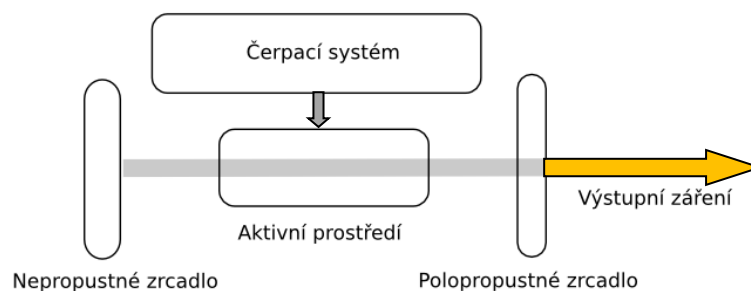 Čerpací systém
Aktivní prostředí
Výstupní záření
Nepropustné zrcadlo
Polopropustné zrcadlo